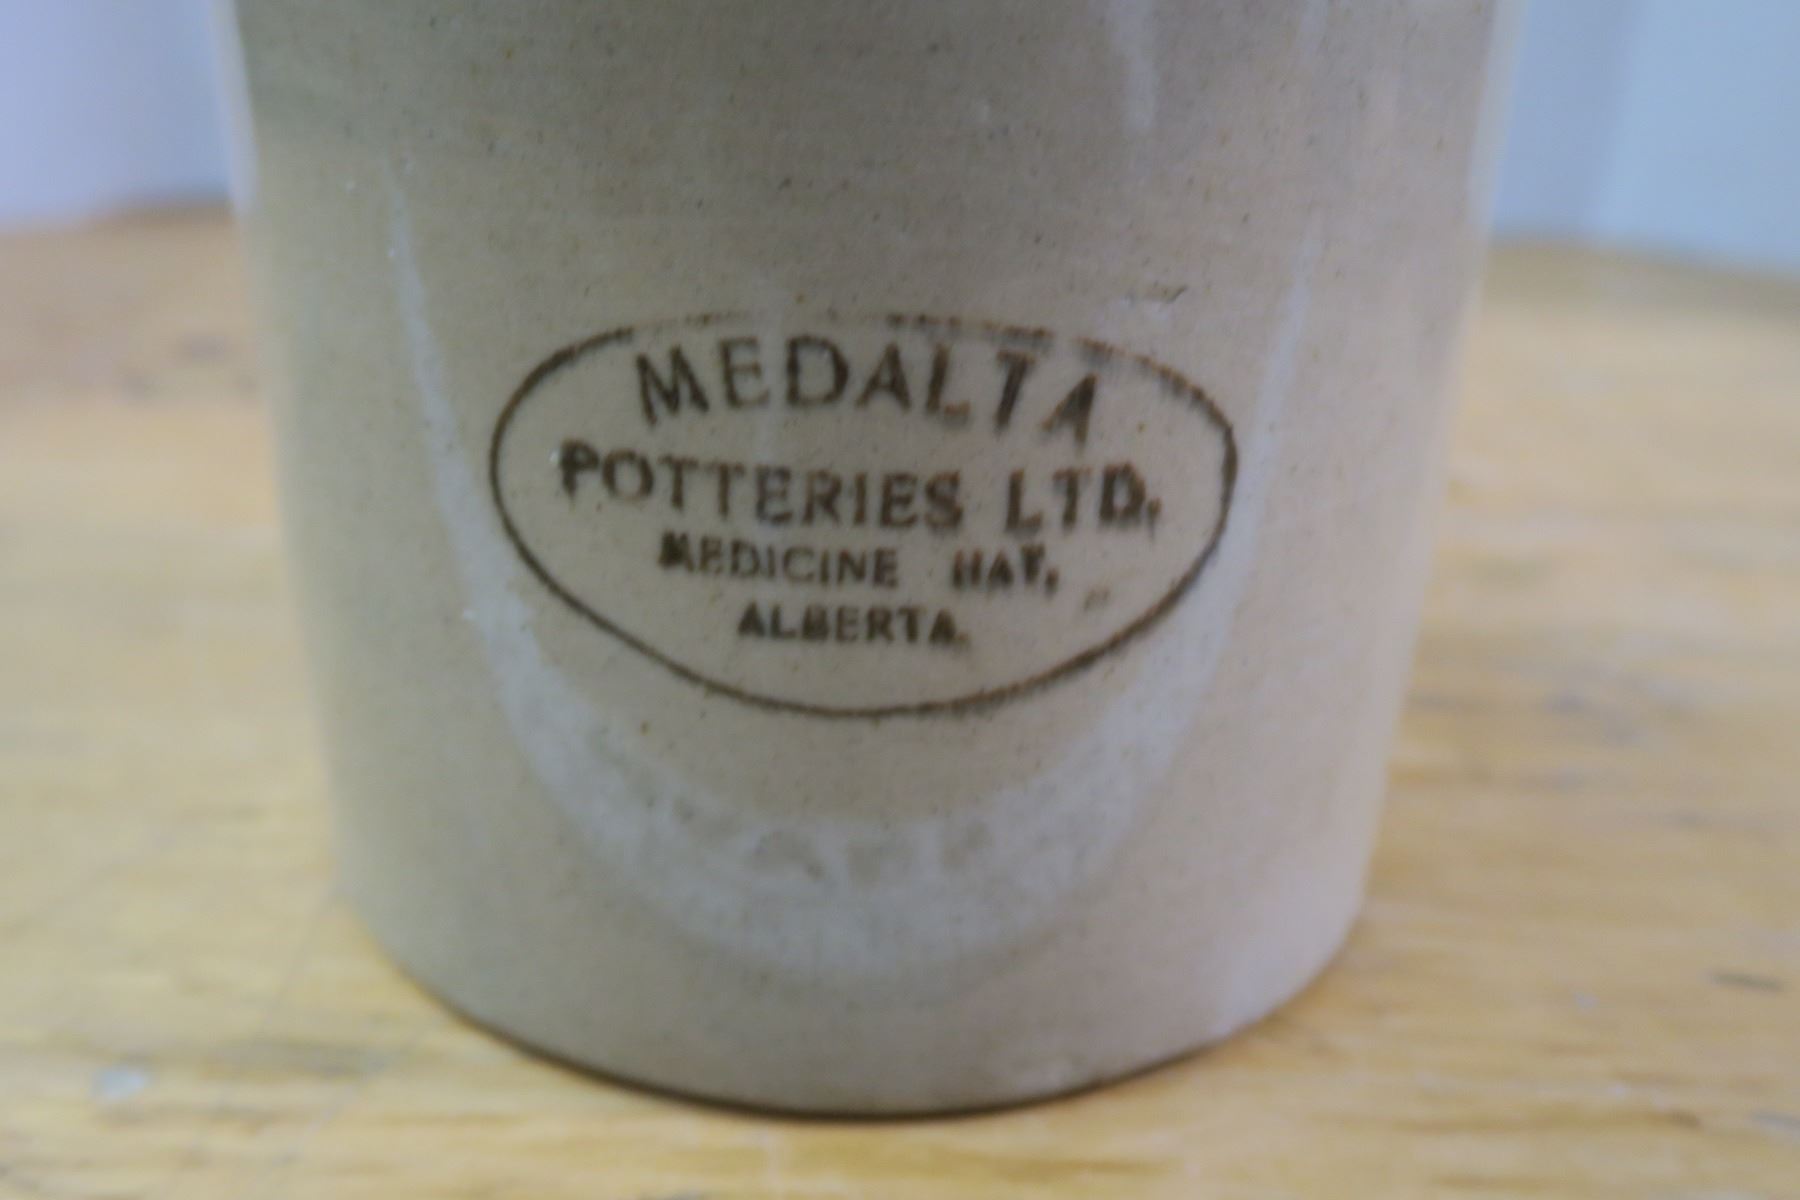 MEDALTA
POTTERIES LTD.
MEDICINE HAT,
ALBERTA.